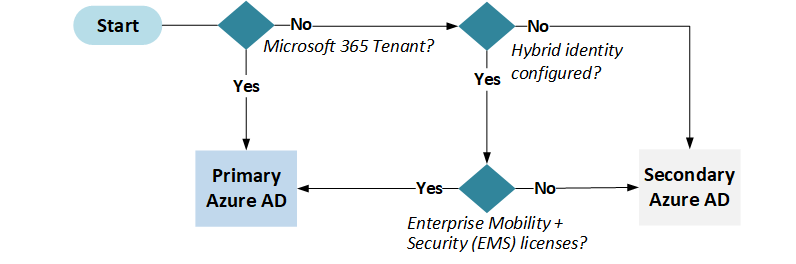 Start
No
Microsoft 365 Tenant?
No
Hybrid identity
configured?
Yes
Yes
Primary
Azure AD
Yes
No
Enterprise Mobility +
Security (EMS) licenses?
Secondary
Azure AD